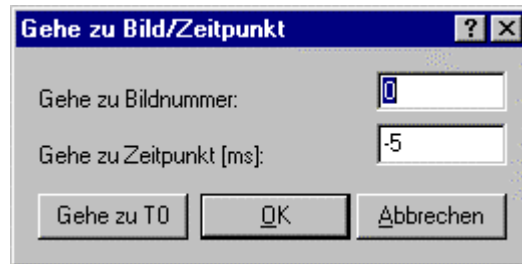 Gehe zu Bild/Zeitpunkt ? ×
Gehe zu Bildnummer: 0
Gehe zu Zeitpunkt [ms]: -5
Gehe zu T0 OK Abbrechen